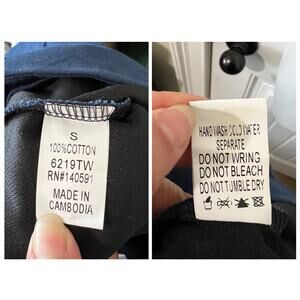 S
100%COTTON
6219TW
RN#140591
MADE IN
CAMBODIA
HAND WASH COLD WATER
SEPARATE
DO NOT WRING
DO NOT BLEACH
DO NOT TUMBLE DRY